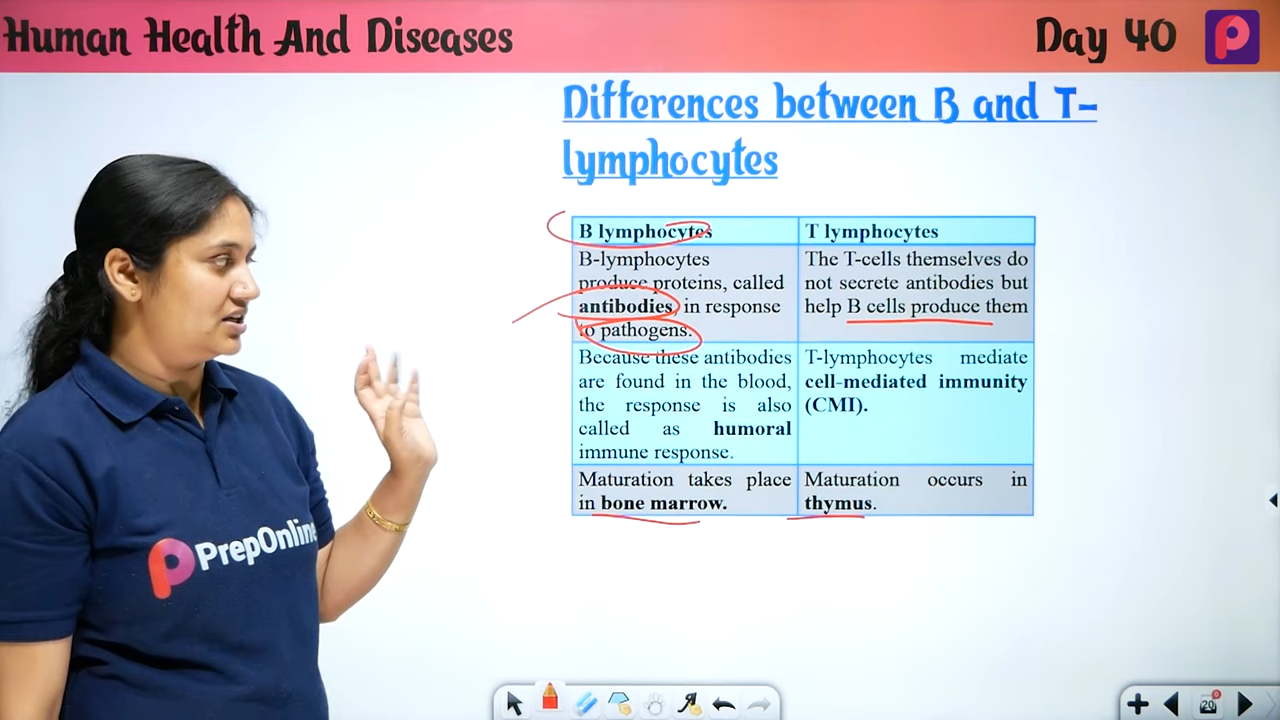 Human Health And Diseases
Day 40
Differences between B and T-
lymphocytes
B lymphocytes
T lymphocytes
B-lymphocytes
produce proteins, called
antibodies, in response
to pathogens.
The T-cells themselves do
not secrete antibodies but
help B cells produce them
Because these antibodies
are found in the blood,
the response is also
called as humoral
immune response.
T-lymphocytes mediate
cell-mediated immunity
(CMI).
Maturation takes place
in bone marrow.
Maturation occurs in
thymus.
PrepOnline
20